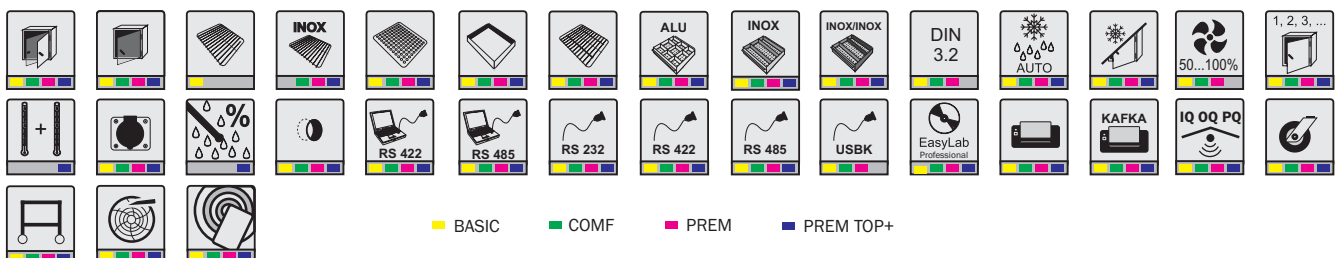 INOX
ALU
INOX
INOX/INOX
DIN
3.2
AUTO
50...100%
1, 2, 3, ...
+
%
RS 422
RS 485
RS 232
RS 422
RS 485
USBK
EasyLab
Professional
KAFKA
IQ OQ PQ
BASIC
COMF
PREM
PREM TOP+